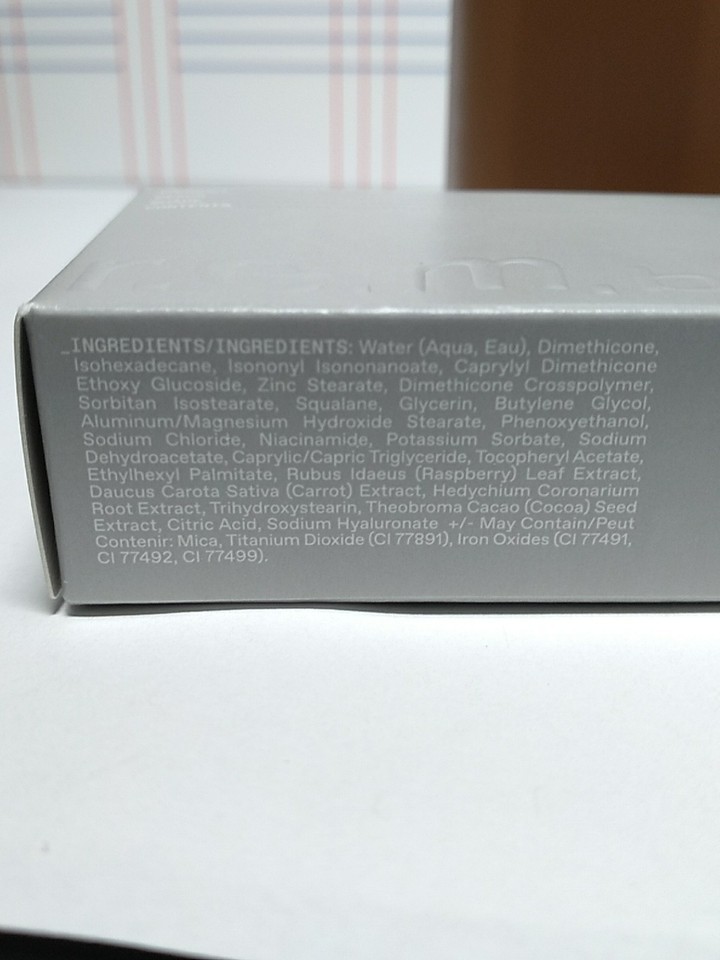 CONTENTS
r.e.m.b
_INGREDIENTS/INGREDIENTS: Water (Aqua, Eau), Dimethicone,
Isohexadecane, Isononyl Isononanoate, Caprylyl Dimethicone
Ethoxy Glucoside, Zinc Stearate, Dimethicone Crosspolymer,
Sorbitan Isostearate, Squalane, Glycerin, Butylene Glycol,
Aluminum/Magnesium Hydroxide Stearate, Phenoxyethanol,
Sodium Chloride, Niacinamide, Potassium Sorbate, Sodium
Dehydroacetate, Caprylic/Capric Triglyceride, Tocopheryl Acetate,
Ethylhexyl Palmitate, Rubus Idaeus (Raspberry) Leaf Extract,
Daucus Carota Sativa (Carrot) Extract, Hedychium Coronarium
Root Extract, Trihydroxystearin, Theobroma Cacao (Cocoa) Seed
Extract, Citric Acid, Sodium Hyaluronate +/- May Contain/Peut
Contenir: Mica, Titanium Dioxide (CI 77891), Iron Oxides (CI 77491,
CI 77492, CI 77499).